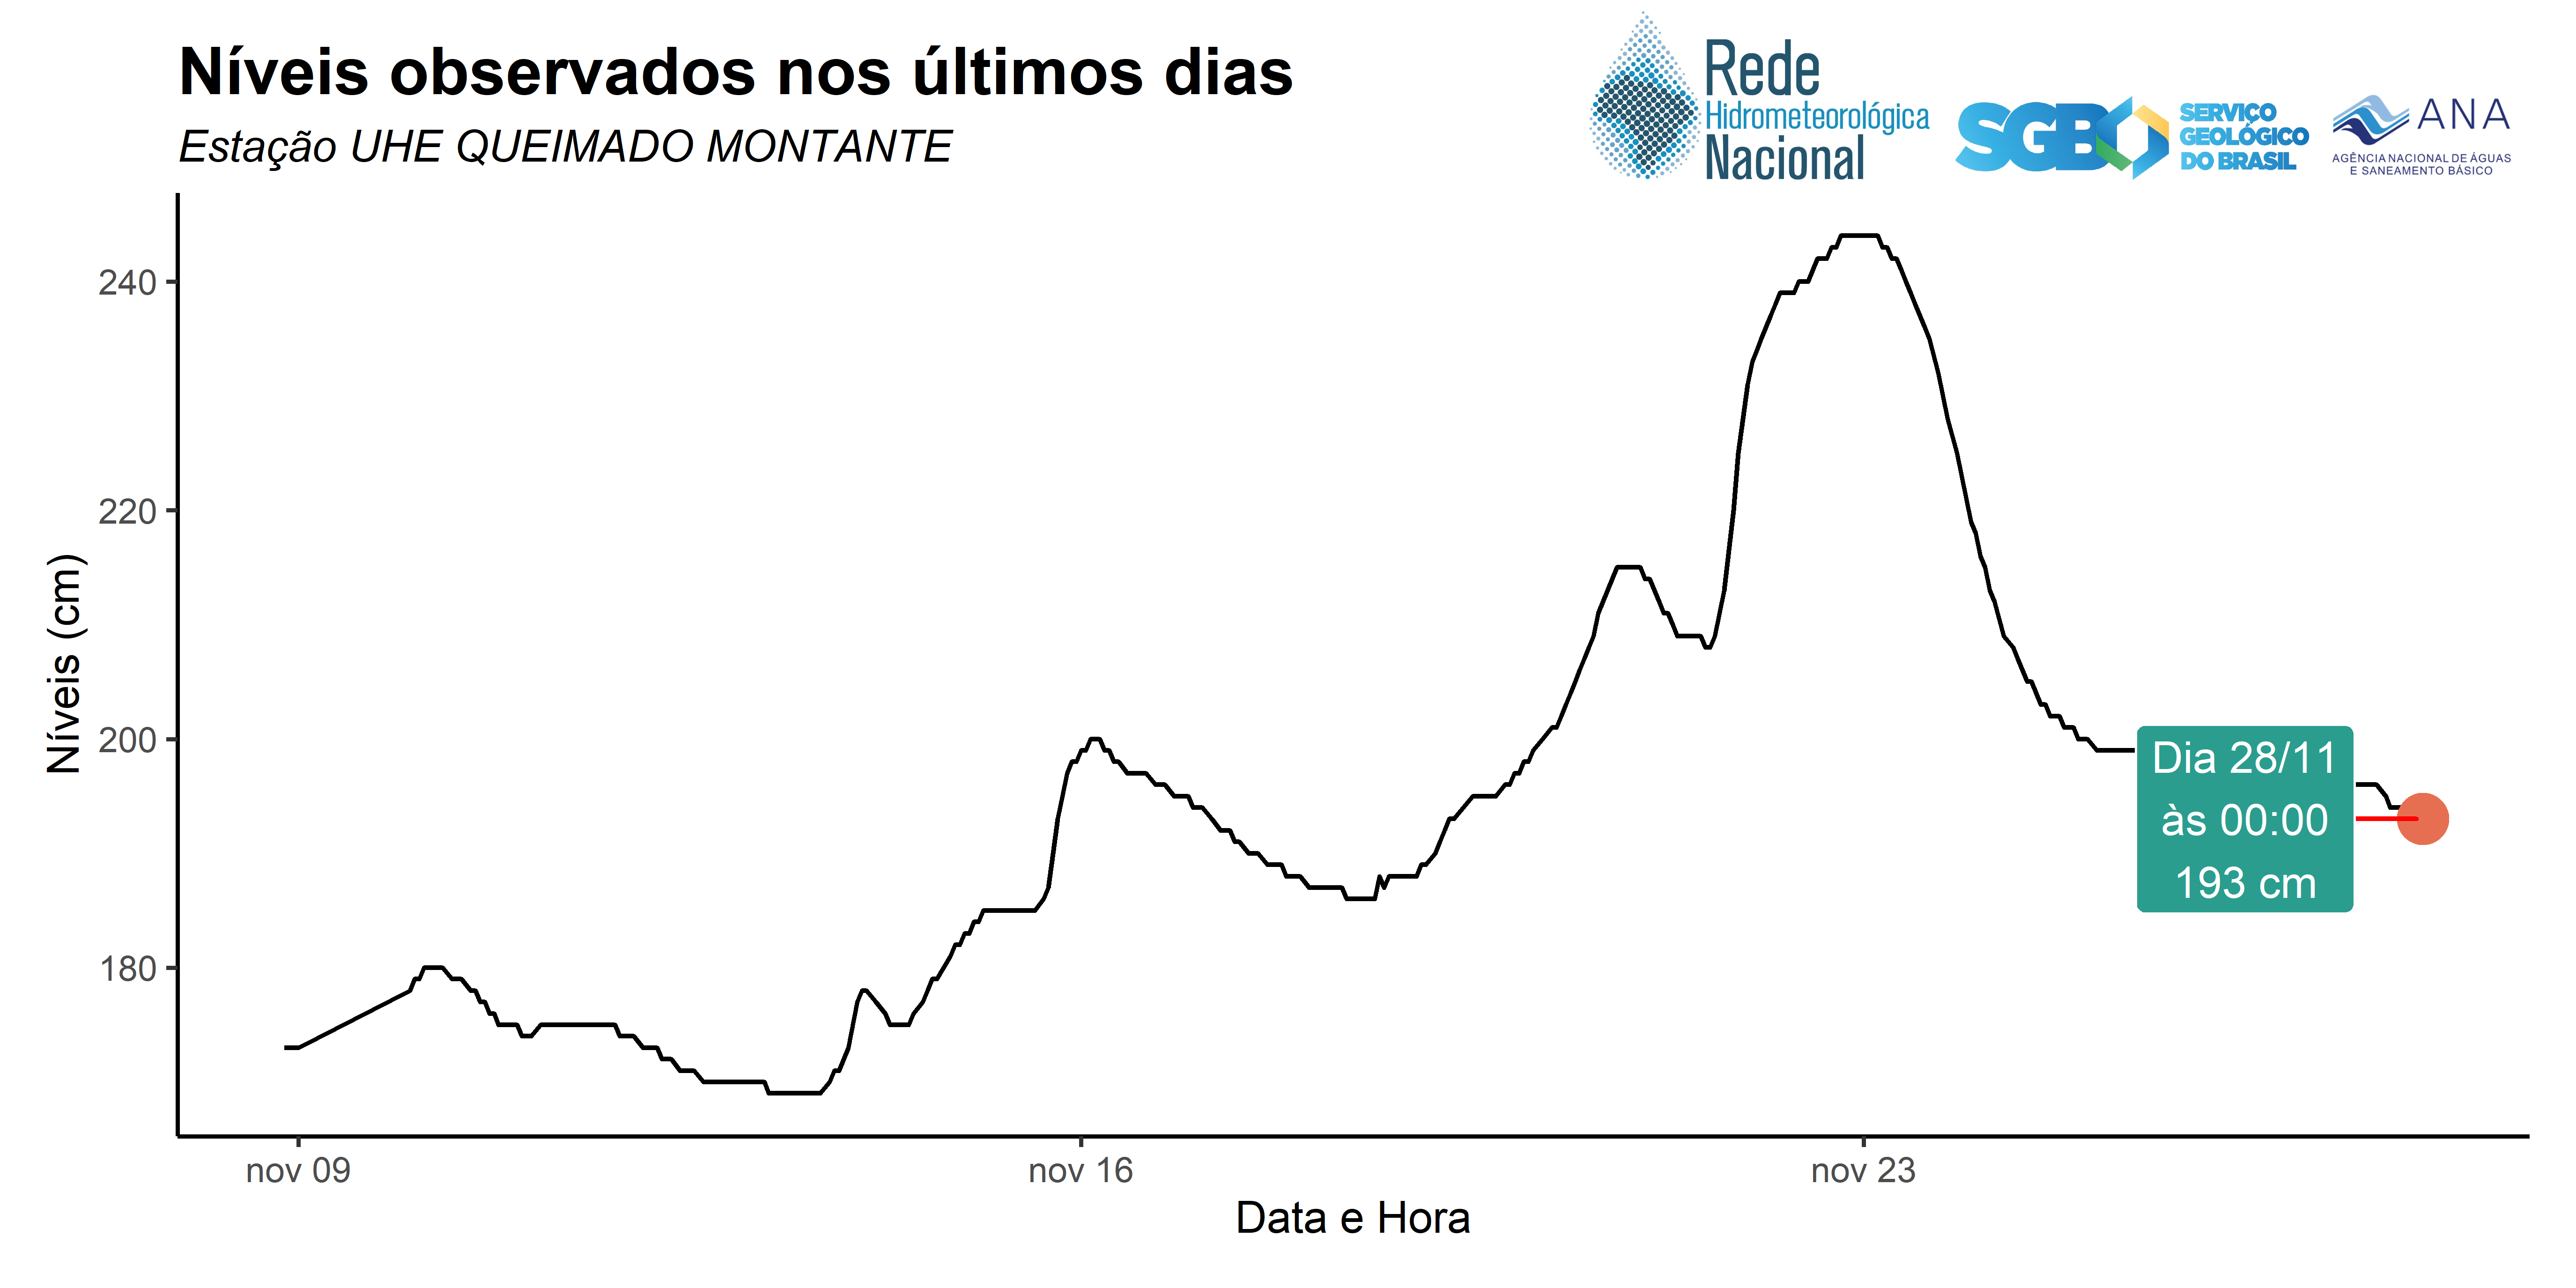 Níveis observados nos últimos dias
Estação UHE QUEIMADO MONTANTE
Rede
Hidrometeorológica
Nacional
SGB
SERVIÇO
GEOLÓGICO
DO BRASIL
ANA
AGÊNCIA NACIONAL DE ÁGUAS
E SANEAMENTO BÁSICO
Níveis (cm)
240
220
200
180
Dia 28/11
às 00:00
193 cm
nov 09
nov 16
nov 23
Data e Hora